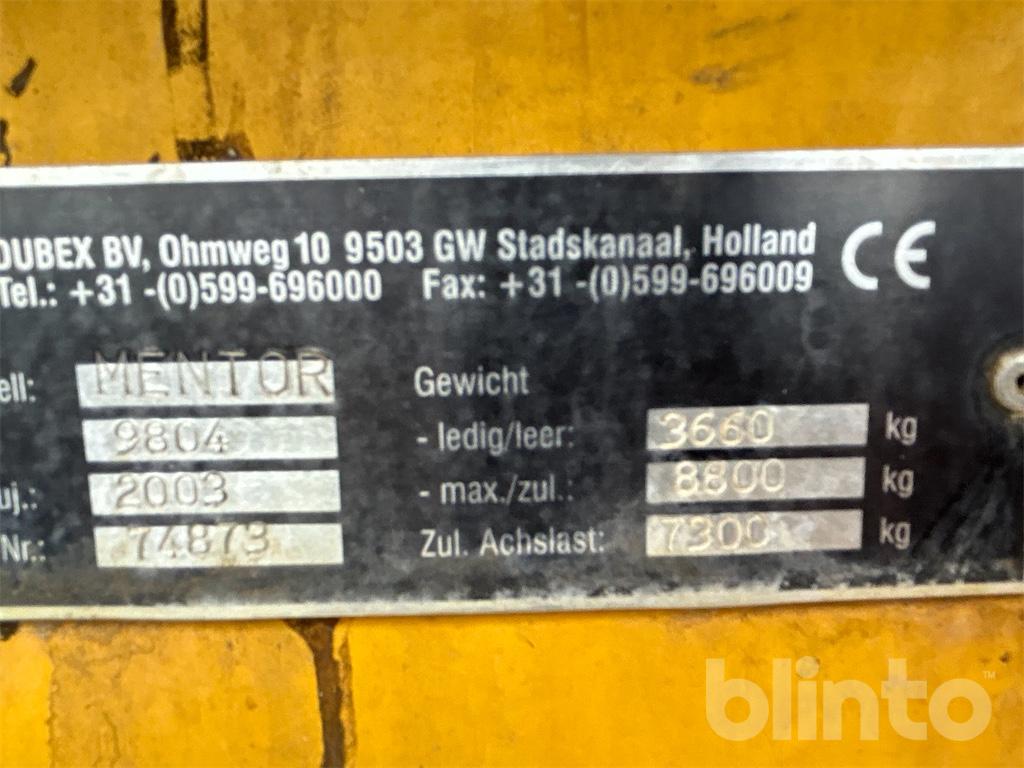 DUBEX BV, Ohmweg 10 9503 GW Stadskanaal, Holland CE
Tel.: +31 -(0)599-696000 Fax: +31 -(0)599-696009
ell: MENTOR Gewicht
9804 - ledig/leer: 3660 kg
uj.: 2003 - max./zul.: 8800 kg
Nr.: 74873 Zul. Achslast: 7300 kg
blinto™